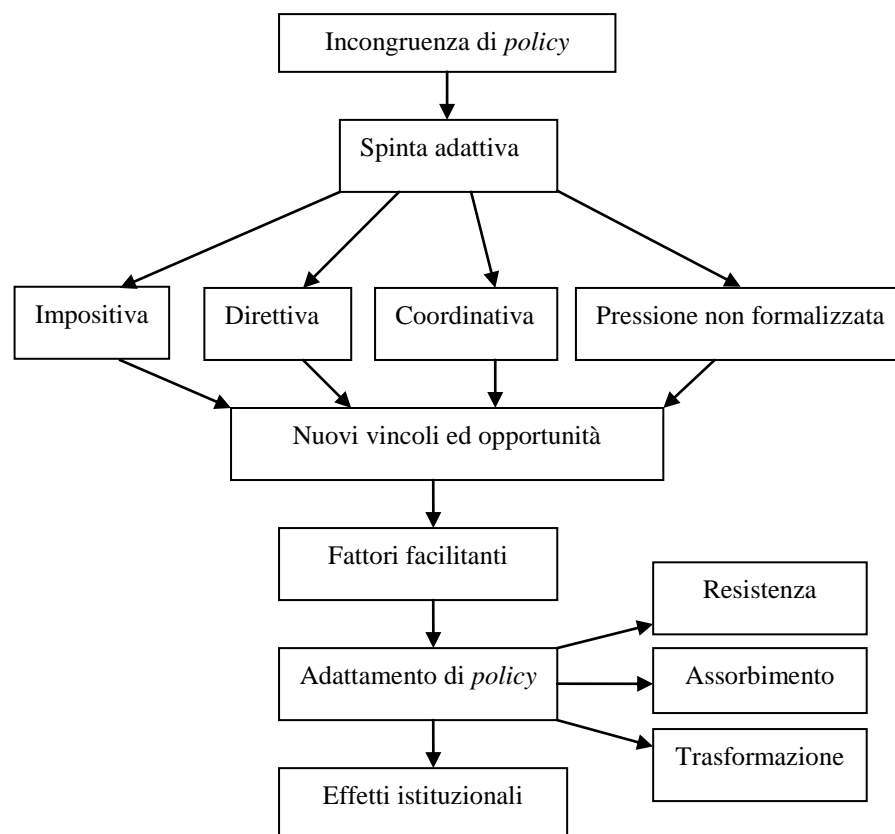 Incongruenza di policy
Spinta adattiva
Impositiva
Direttiva
Coordinativa
Pressione non formalizzata
Nuovi vincoli ed opportunità
Fattori facilitanti
Resistenza
Adattamento di policy
Assorbimento
Trasformazione
Effetti istituzionali